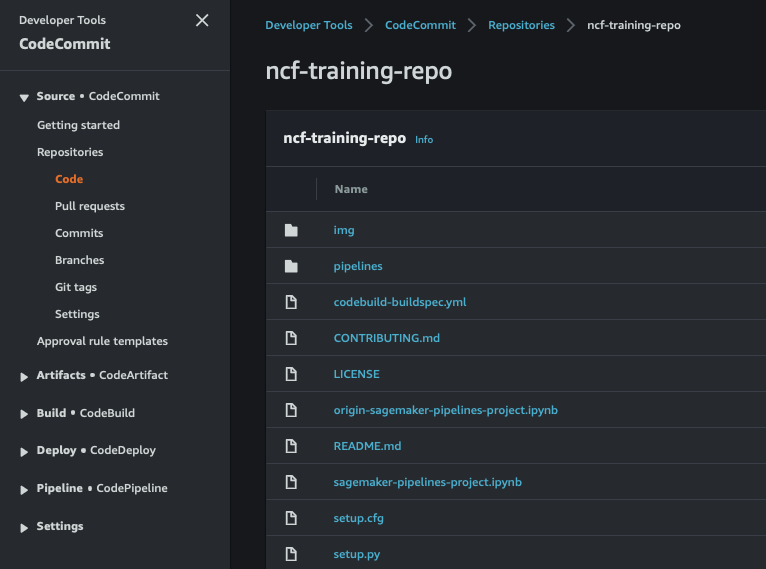 Developer Tools
CodeCommit
Source • CodeCommit
Getting started
Repositories
Code
Pull requests
Commits
Branches
Git tags
Settings
Approval rule templates
Artifacts • CodeArtifact
Build • CodeBuild
Deploy • CodeDeploy
Pipeline • CodePipeline
Settings
Developer Tools > CodeCommit > Repositories > ncf-training-repo
ncf-training-repo
ncf-training-repo Info
Name
img
pipelines
codebuild-buildspec.yml
CONTRIBUTING.md
LICENSE
origin-sagemaker-pipelines-project.ipynb
README.md
sagemaker-pipelines-project.ipynb
setup.cfg
setup.py